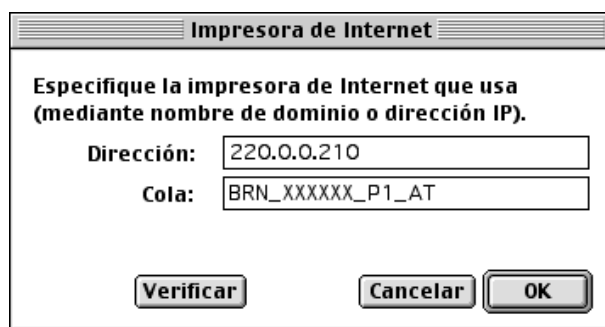 Impresora de Internet
Especifique la impresora de Internet que usa
(mediante nombre de dominio o dirección IP).
Dirección: 220.0.0.210
Cola: BRN_XXXXXX_P1_AT
Verificar Cancelar OK